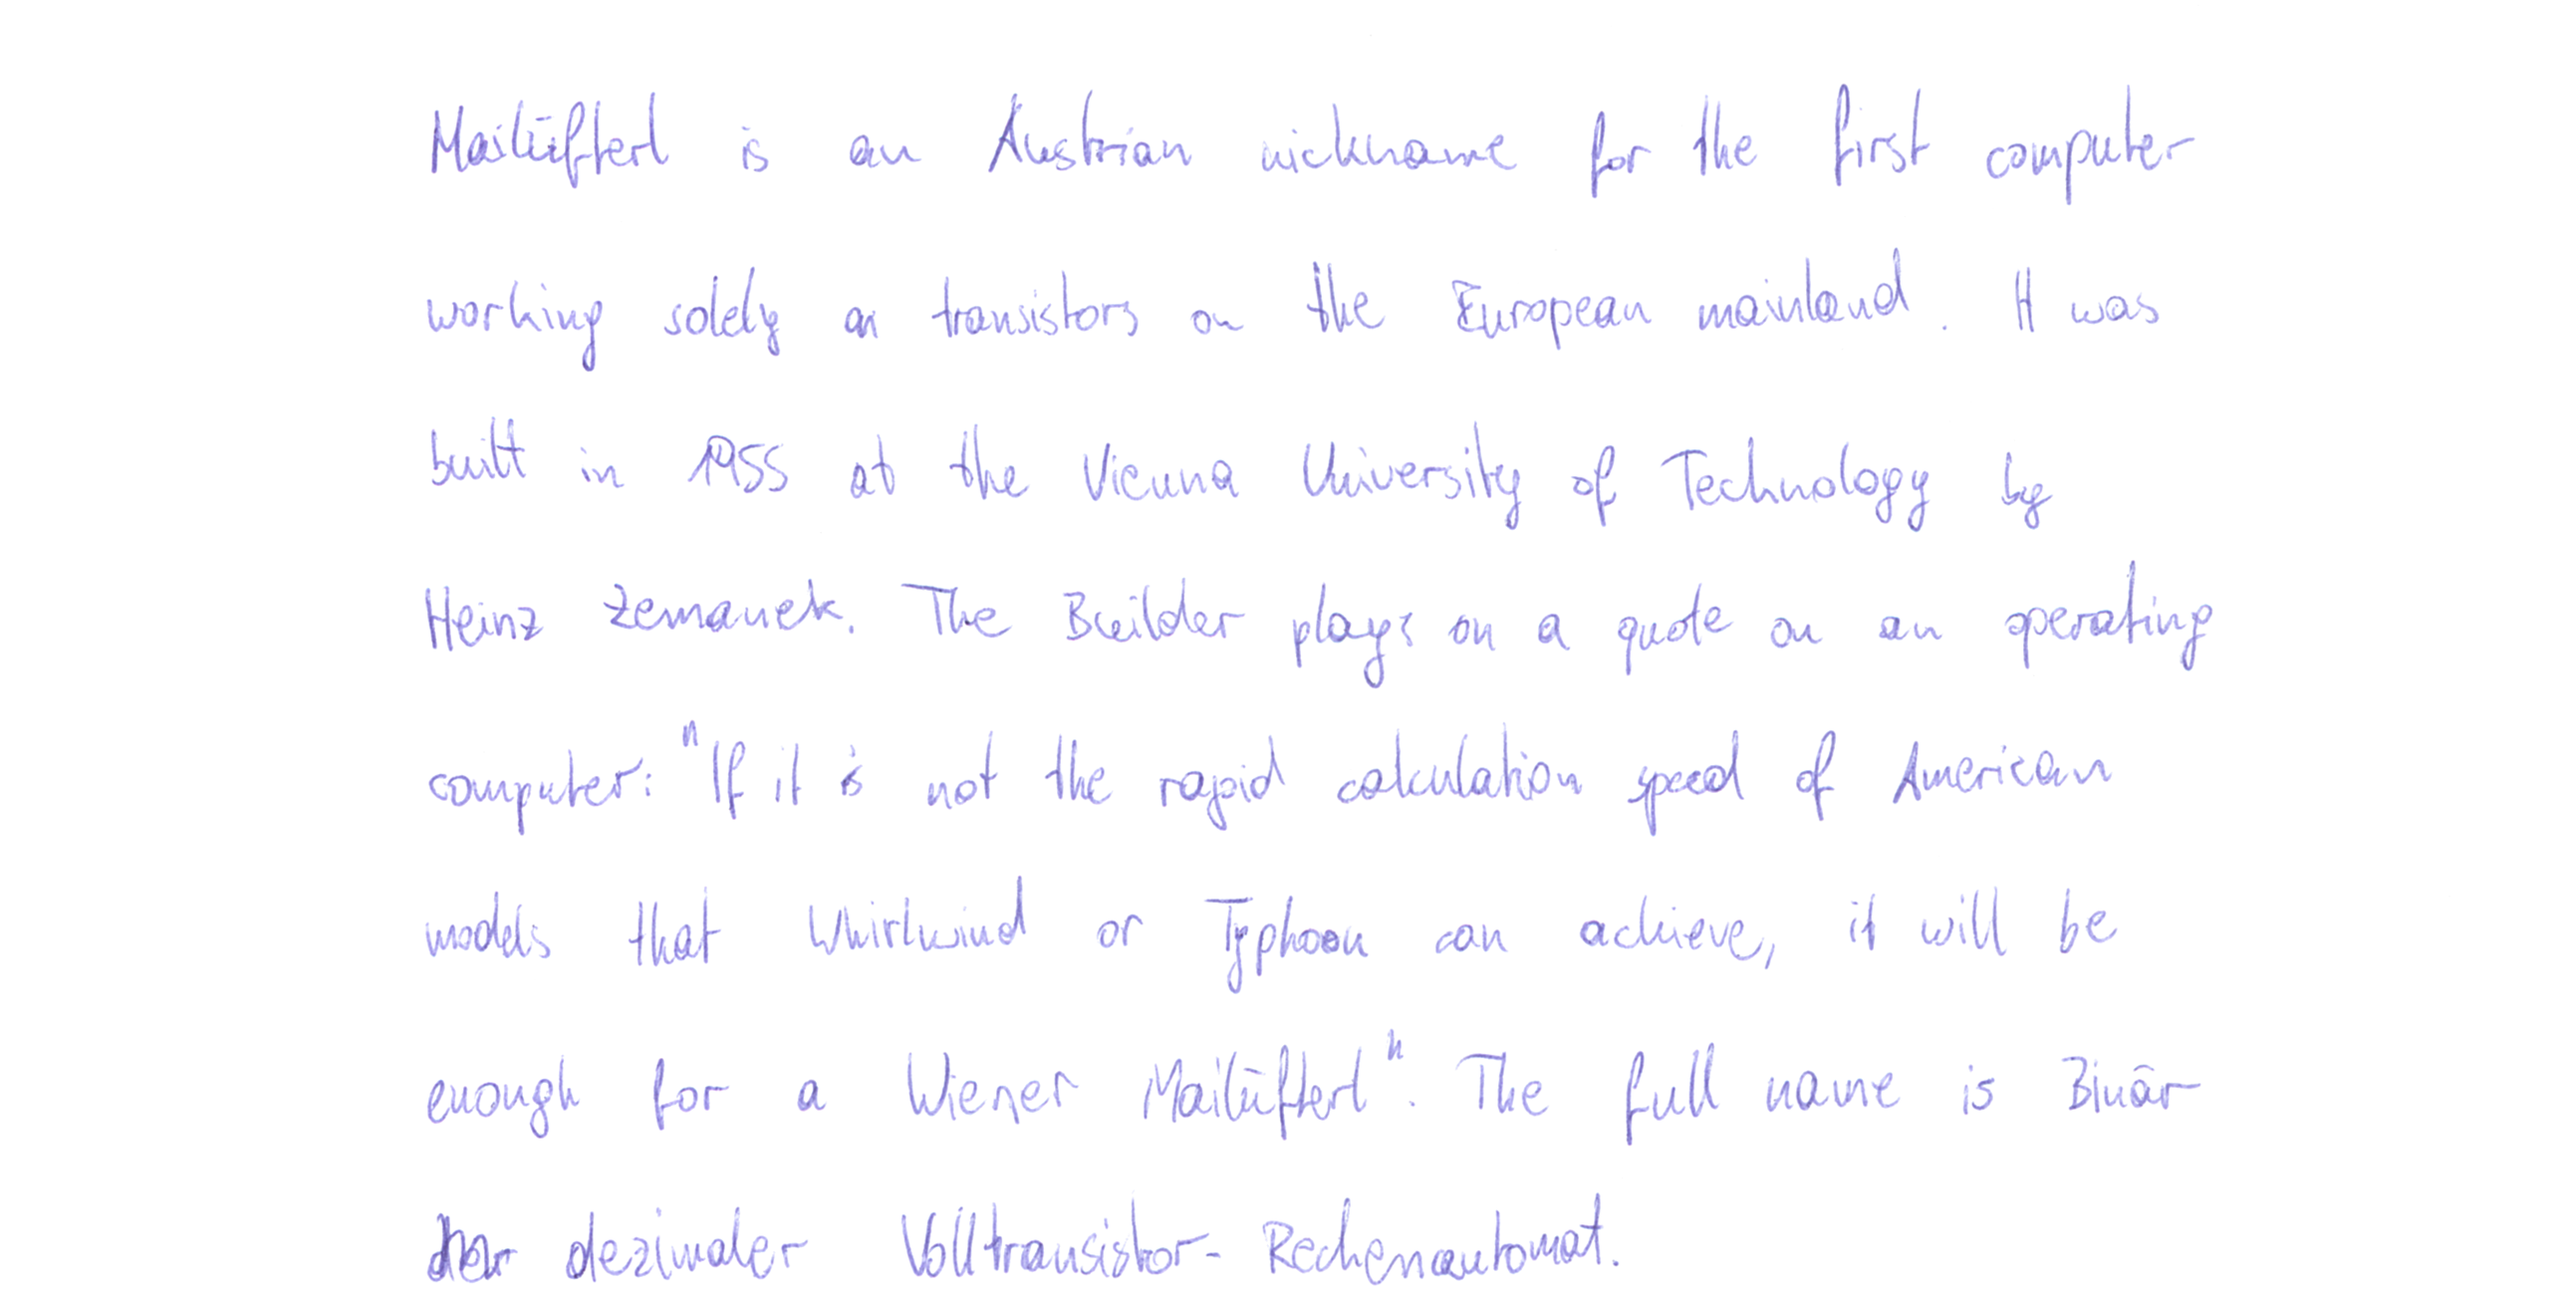 Mailüfterl is an Austrian nickname for the first computer
working solely on transistors on the European mainland. It was
built in 1955 at the Vienna University of Technology by
Heinz Zemanek. The Builder plays on a quote on an operating
computer: "If it is not the rapid calculation speed of American
models that Whirlwind or Typhoon can achieve, it will be
enough for a Wiener Mailüfterl". The full name is Binär
dezimaler Volltransistor-Rechenautomat.